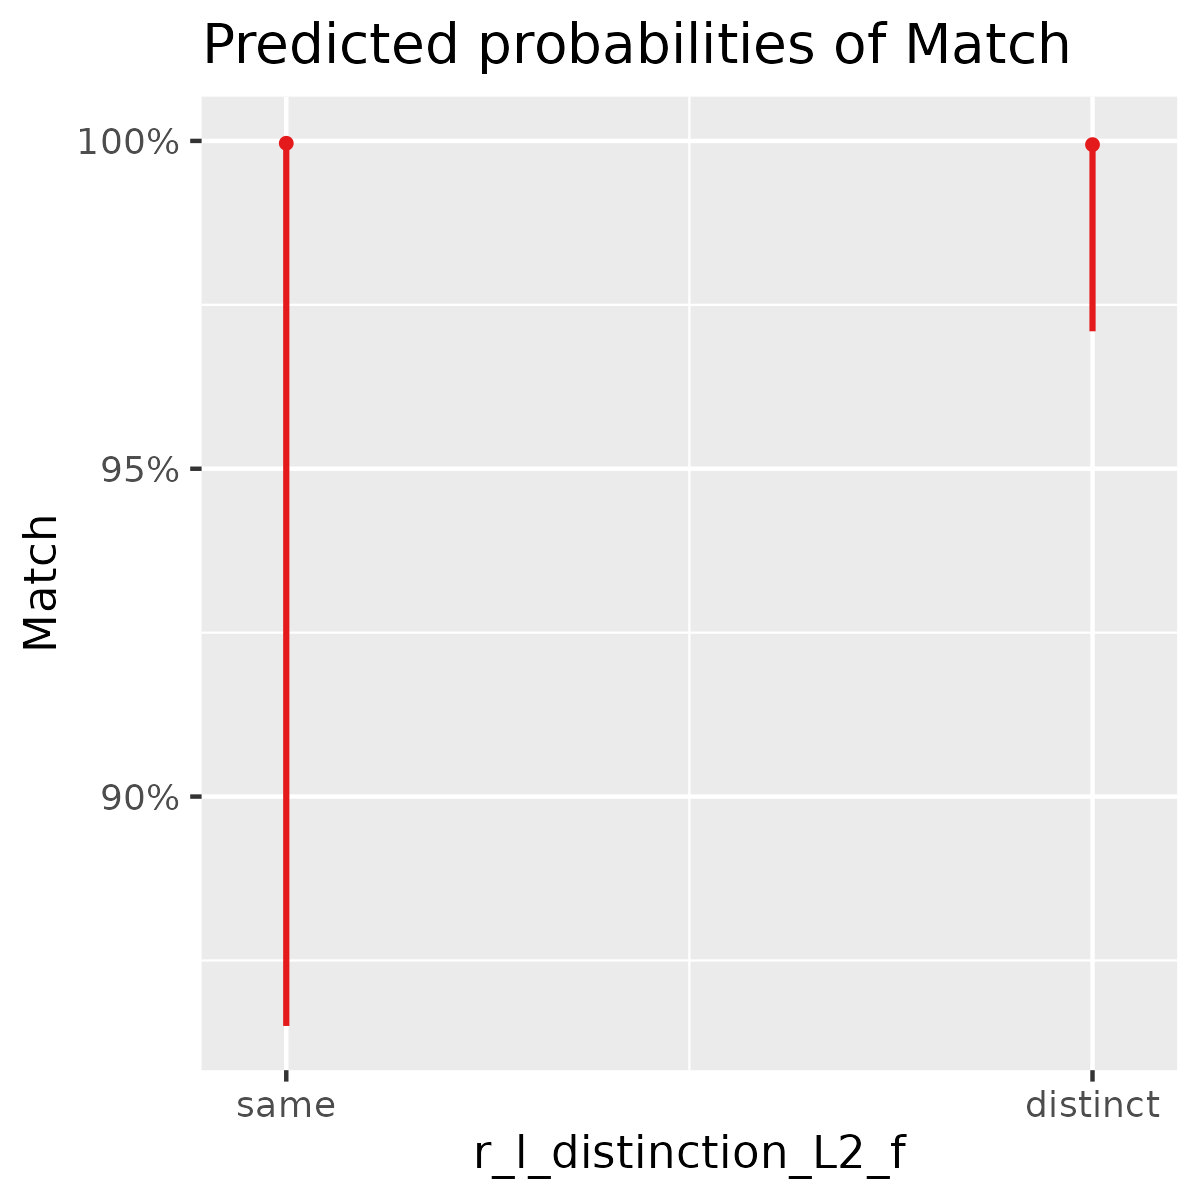 Predicted probabilities of Match
100%
95%
90%
Match
same
distinct
r_l_distinction_L2_f